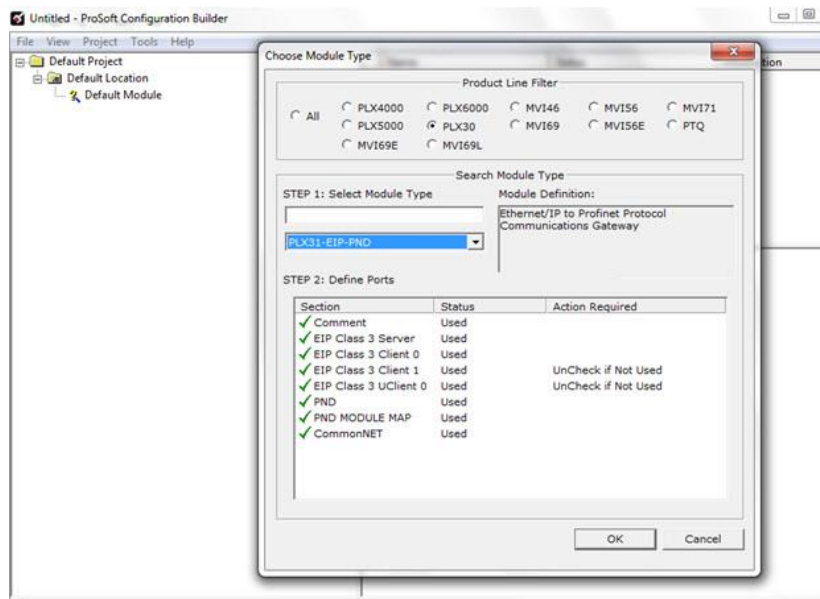 Untitled - ProSoft Configuration Builder
File View Project Tools Help
Default Project
Default Location
Default Module
Choose Module Type
tion
Product Line Filter
All PLX4000 PLX6000 MVI46 MVI56 MVI71
PLX5000 PLX30 MVI69 MVI56E PTQ
MVI69E MVI69L
Search Module Type
STEP 1: Select Module Type Module Definition:
Ethernet/IP to Profinet Protocol
Communications Gateway
PLX31-EIP-PND
STEP 2: Define Ports
Section Status Action Required
Comment Used
EIP Class 3 Server Used
EIP Class 3 Client 0 Used
EIP Class 3 Client 1 Used UnCheck if Not Used
EIP Class 3 UClient 0 Used UnCheck if Not Used
PND Used
PND MODULE MAP Used
CommonNET Used
OK Cancel